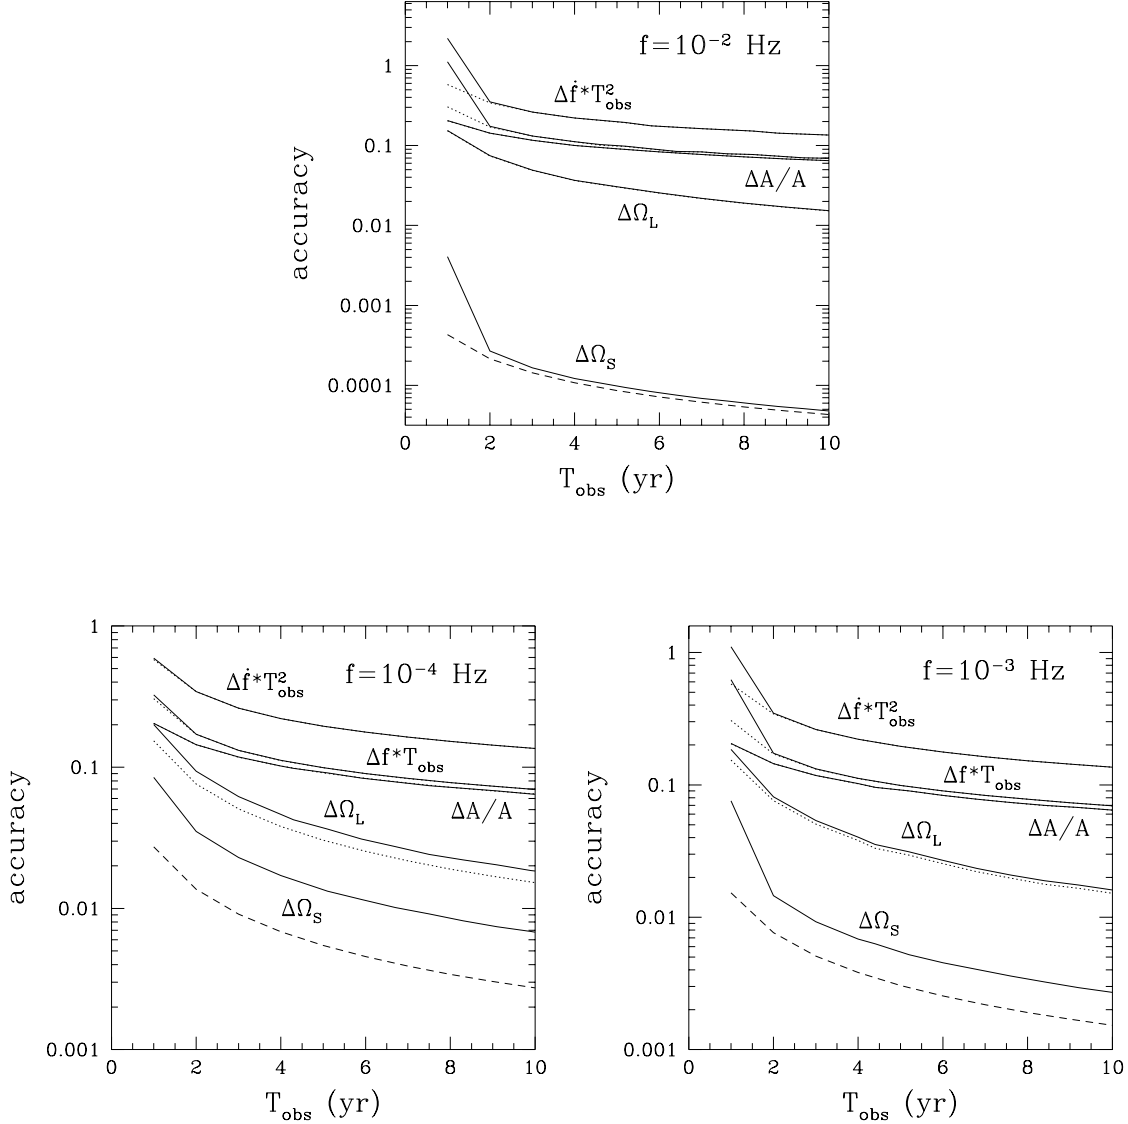 f=10⁻² Hz
1
Δḟ*T²obs
0.1
ΔA/A
ΔΩL
0.01
0.001
ΔΩS
0.0001
accuracy
0 2 4 6 8 10
Tobs (yr)
1
f=10⁻⁴ Hz
Δḟ*T²obs
Δf*Tobs
0.1
ΔΩL
ΔA/A
0.01
ΔΩS
0.001
accuracy
0 2 4 6 8 10
Tobs (yr)
1
f=10⁻³ Hz
Δḟ*T²obs
Δf*Tobs
0.1
ΔΩL
ΔA/A
0.01
ΔΩS
0.001
accuracy
0 2 4 6 8 10
Tobs (yr)